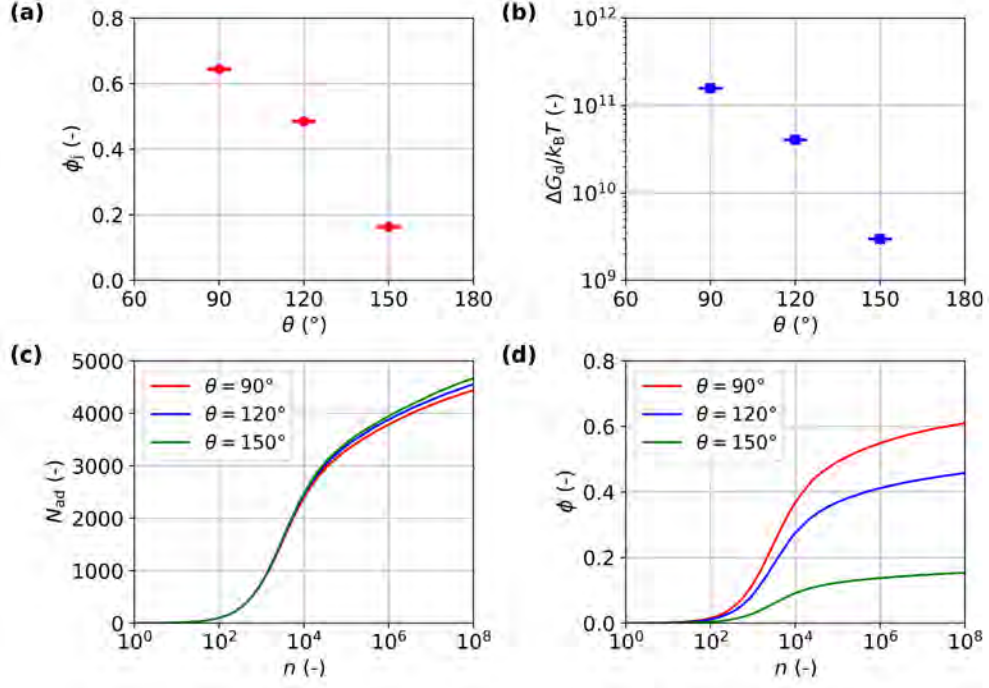 (a)
0.8
0.6
0.4
0.2
0.0
ϕj (-)
60 90 120 150 180
θ (°)
(b)
10¹²
10¹¹
10¹⁰
10⁹
ΔGd/kBT (-)
60 90 120 150 180
θ (°)
(c)
5000
4000
3000
2000
1000
0
Nad (-)
θ = 90°
θ = 120°
θ = 150°
10⁰ 10² 10⁴ 10⁶ 10⁸
n (-)
(d)
0.8
0.6
0.4
0.2
0.0
ϕ (-)
θ = 90°
θ = 120°
θ = 150°
10⁰ 10² 10⁴ 10⁶ 10⁸
n (-)